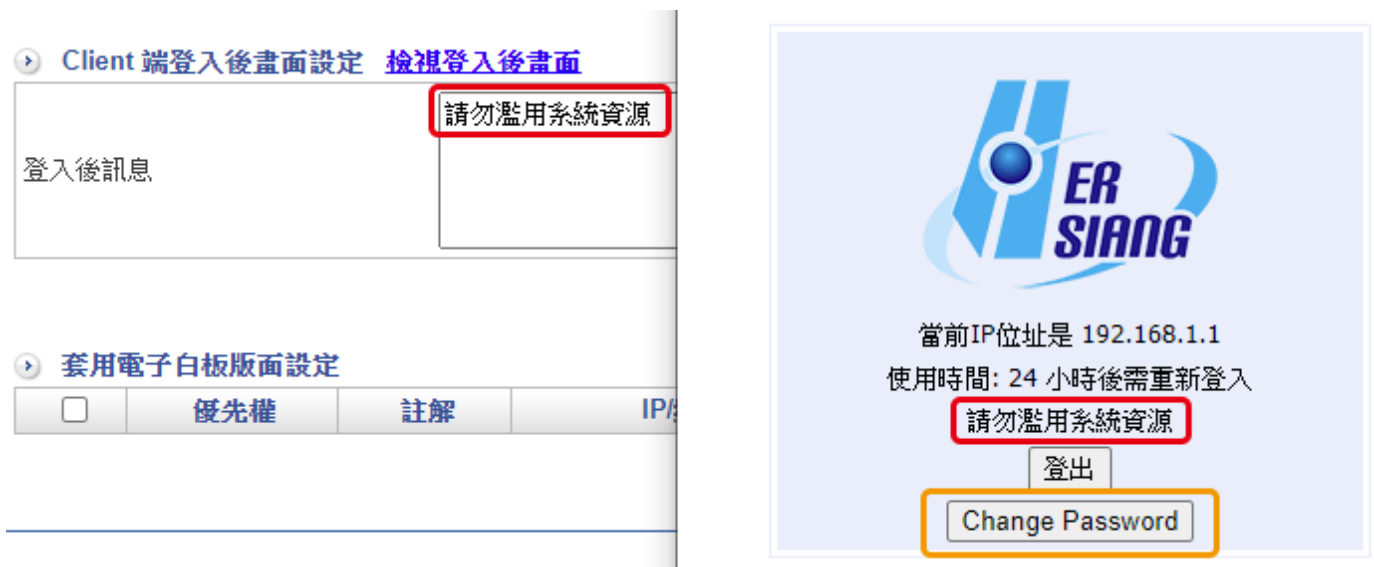 Client 端登入後畫面設定 檢視登入後畫面
請勿濫用系統資源
登入後訊息
套用電子白板版面設定
優先權 註解 IP/
ER
SIANG
當前IP位址是 192.168.1.1
使用時間: 24 小時後需重新登入
請勿濫用系統資源
登出
Change Password